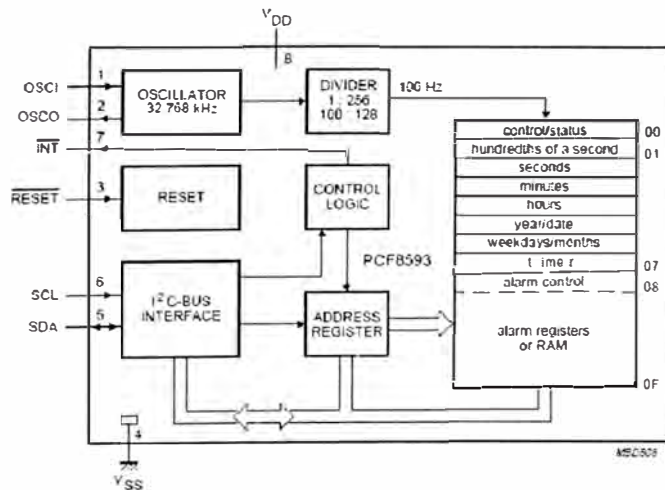 VDD
8
OSCI 1
OSCILLATOR
32 768 kHz
DIVIDER
1 : 256
100 : 128
100 Hz
OSCO 2
INT 7
control/status 00
hundredths of a second 01
seconds
minutes
hours
year/date
weekdays/months
t ime r 07
alarm control 08
alarm registers
or RAM
0F
RESET 3
RESET
CONTROL
LOGIC
PCF8593
SCL 6
SDA 5
I²C-BUS
INTERFACE
ADDRESS
REGISTER
4
VSS